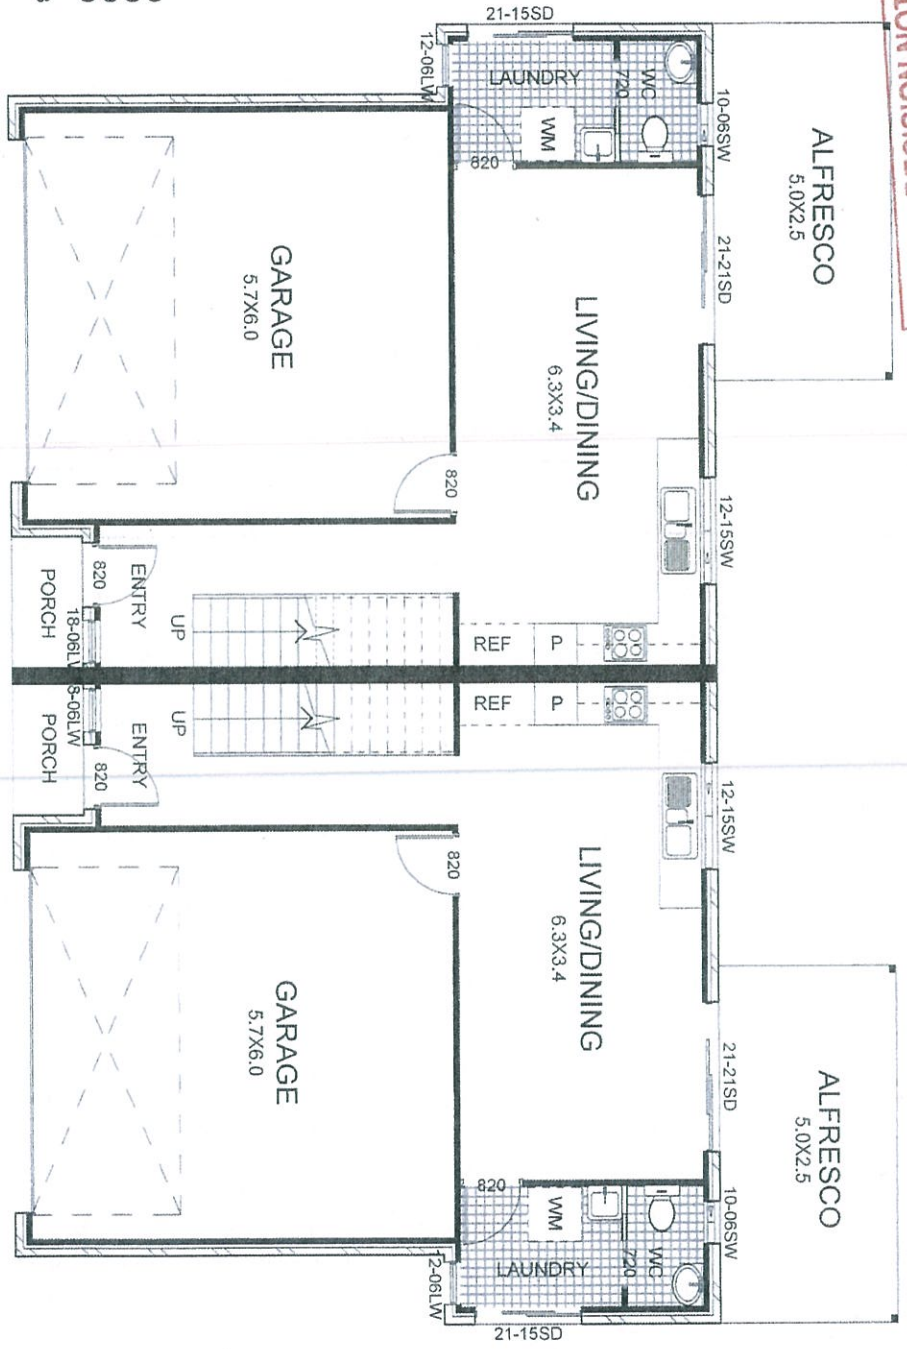 21-15SD
12-06LW
LAUNDRY
720
WC
WM
820
10-06SW
ALFRESCO
5.0X2.5
21-21SD
GARAGE
5.7X6.0
LIVING/DINING
6.3X3.4
820
12-15SW
820
ENTRY
PORCH
UP
REF
P.
REF
P.
UP
PORCH
ENTRY
820
12-15SW
820
LIVING/DINING
6.3X3.4
GARAGE
5.7X6.0
21-21SD
ALFRESCO
5.0X2.5
820
WM
10-06SW
WC
720
LAUNDRY
21-15SD